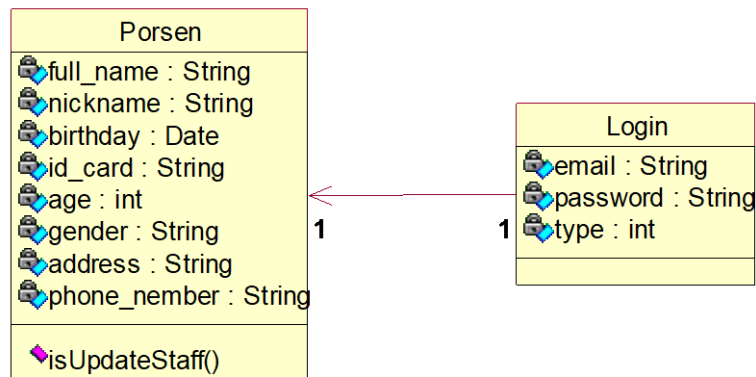 Porsen
full_name : String
nickname : String
birthday : Date
id_card : String
age : int
gender : String
address : String
phone_nember : String
isUpdateStaff()
1
1
Login
email : String
password : String
type : int